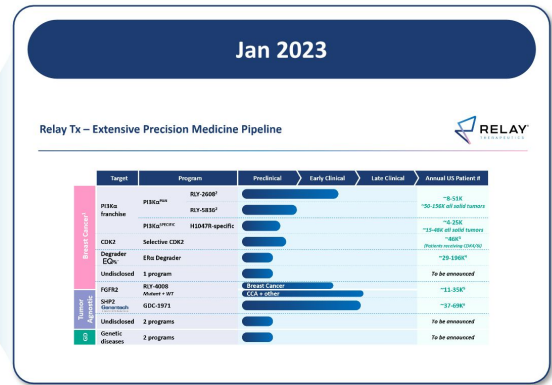 Jan 2023
Relay Tx – Extensive Precision Medicine Pipeline
RELAY
THERAPEUTICS
Target Program Preclinical Early Clinical Late Clinical Annual US Patient #
Breast Cancer¹
PI3Kα franchise
PI3Kα
RLY-2608²
RLY-5836²
~8-51K
~50-156K all solid tumors
PI3Kα SPECIFIC H1047R-specific
~4-25K
~15-48K all solid tumors
CDK2 Selective CDK2
~46K
(Patients receiving CDK4/6i)
Degrader ERα Degrader
~29-196K
Undisclosed 1 program To be announced
Tumor Agnostic
FGFR2
RLY-4008
Mutant + WT
Breast Cancer
CCA + other
~11-35K
SHP2
GDC-1971
~37-69K
Undisclosed 2 programs To be announced
GD
Genetic diseases
2 programs To be announced